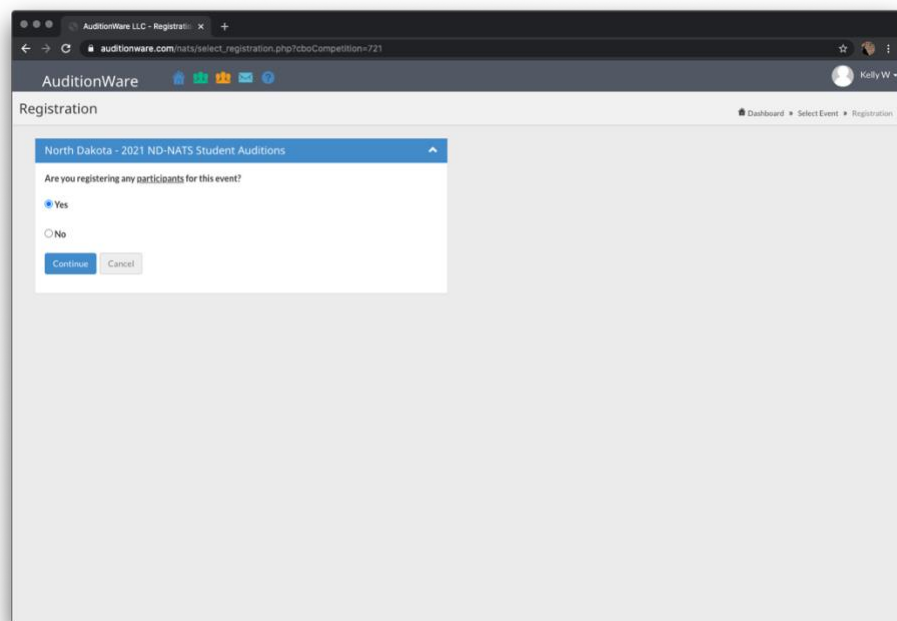 AuditionWare LLC - Registratio
auditionware.com/nats/select_registration.php?cboCompetition=721
AuditionWare
Kelly W
Registration
Dashboard » Select Event » Registration
North Dakota - 2021 ND-NATS Student Auditions
Are you registering any participants for this event?
Yes
No
Continue Cancel